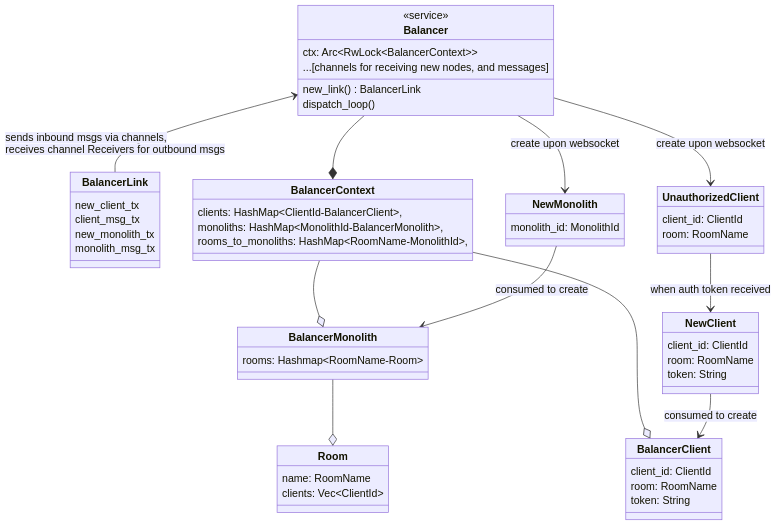 «service»
Balancer
ctx: Arc<RwLock<BalancerContext>>
...[channels for receiving new nodes, and messages]
new_link() : BalancerLink
dispatch_loop()
sends inbound msgs via channels,
receives channel Receivers for outbound msgs
create upon websocket
create upon websocket
BalancerLink
new_client_tx
client_msg_tx
new_monolith_tx
monolith_msg_tx
BalancerContext
clients: HashMap<ClientId-BalancerClient>,
monoliths: HashMap<MonolithId-BalancerMonolith>,
rooms_to_monoliths: HashMap<RoomName-MonolithId>,
NewMonolith
monolith_id: MonolithId
UnauthorizedClient
client_id: ClientId
room: RoomName
consumed to create
when auth token received
BalancerMonolith
rooms: Hashmap<RoomName-Room>
NewClient
client_id: ClientId
room: RoomName
token: String
consumed to create
Room
name: RoomName
clients: Vec<ClientId>
BalancerClient
client_id: ClientId
room: RoomName
token: String